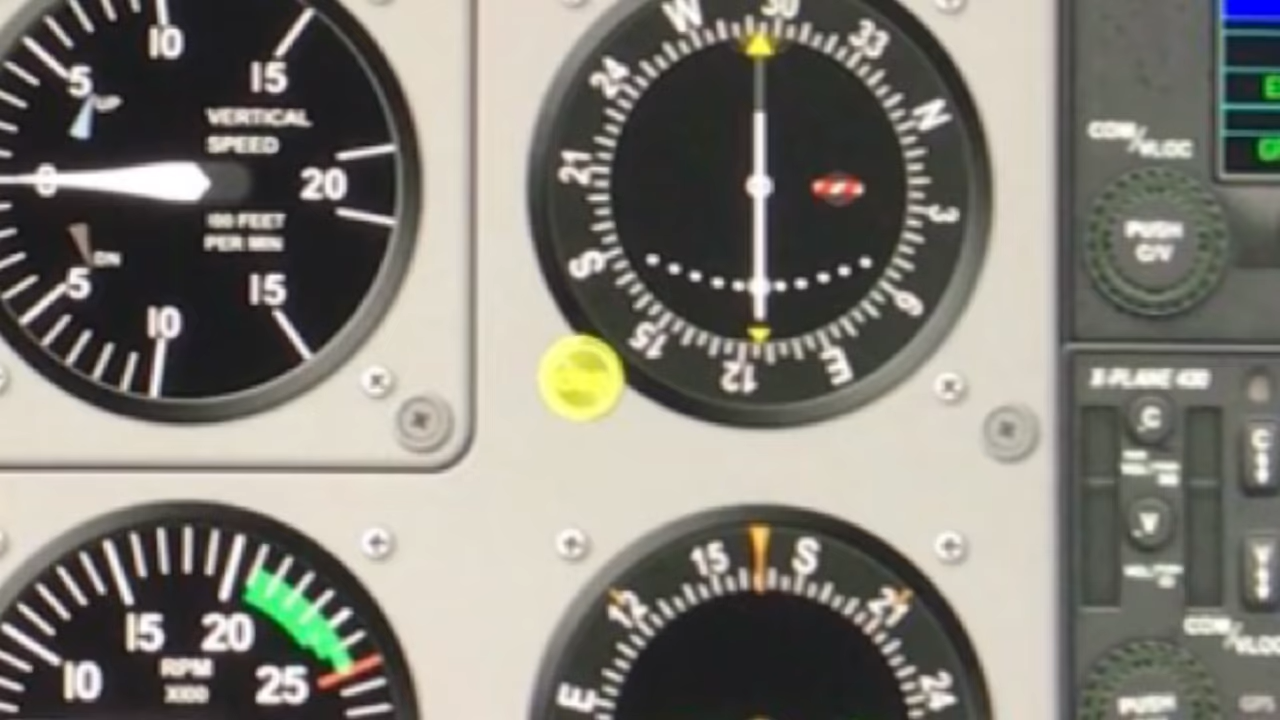 10
5
UP
15
VERTICAL
SPEED
0
20
100 FEET
PER MIN
DN
5
15
10
W
30
33
24
N
21
3
S
6
15
12
E
COM/VLOC
PUSH
C/V
X-PLANE 430
C
V
15
S
12
21
E
24
15
20
10
RPM
X100
25
COM/VLOC
PUSH